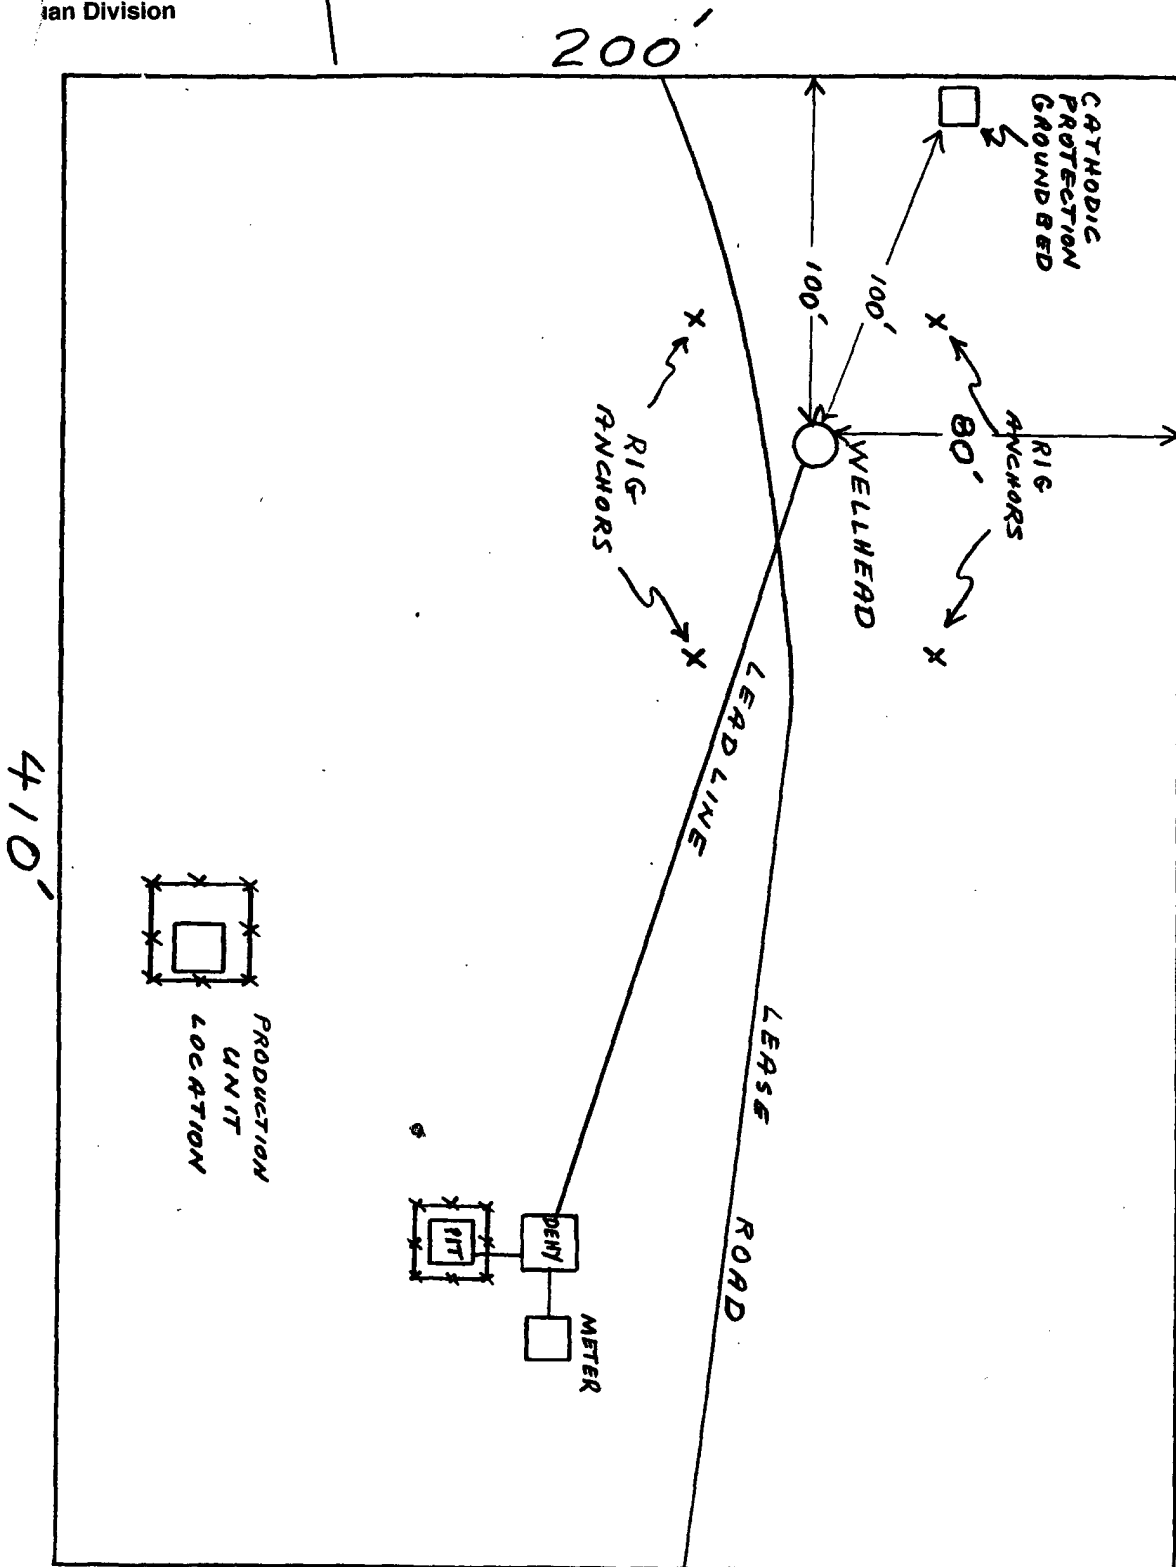 uan Division
200'
CATHODIC
PROTECTION
GROUNDBED
100'
100'
RIG
ANCHORS
80'
WELLHEAD
RIG
ANCHORS
LEAD LINE
410'
LEASE ROAD
PRODUCTION
UNIT
LOCATION
PIT
DEHY
METER